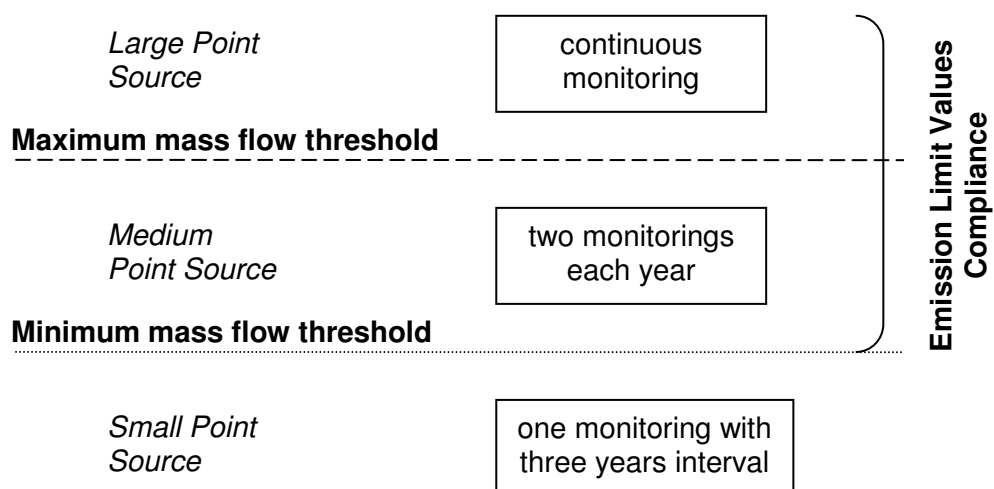 Large Point
Source
continuous
monitoring
Maximum mass flow threshold
Medium
Point Source
two monitorings
each year
Minimum mass flow threshold
Small Point
Source
one monitoring with
three years interval
Emission Limit Values
Compliance